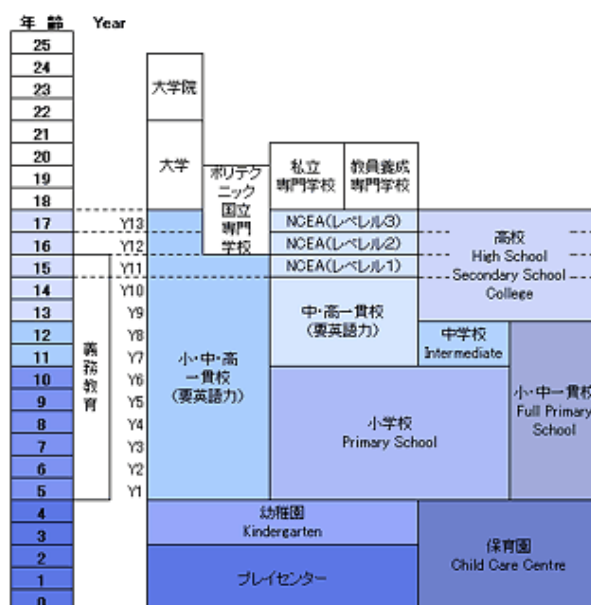 年 齢
Year
25
24
23
22
21
20
19
18
17
16
15
14
13
12
11
10
9
8
7
6
5
4
3
2
1
0
義務教育
Y13
Y12
Y11
Y10
Y9
Y8
Y7
Y6
Y5
Y4
Y3
Y2
Y1
大学院
大学
ポリテク
ニック
国立専門
学校
私立
専門学校
教員養成
専門学校
NCEA(レベレル3)
NCEA(レベレル2)
NCEA(レベレル1)
高校
High School
Secondary School
College
中・高一貫校
(要英語力)
中学校
Intermediate
小・中・高
一貫校
(要英語力)
小学校
Primary School
小・中一貫校
Full Primary
School
幼稚園
Kindergarten
プレイセンター
保育園
Child Care Centre